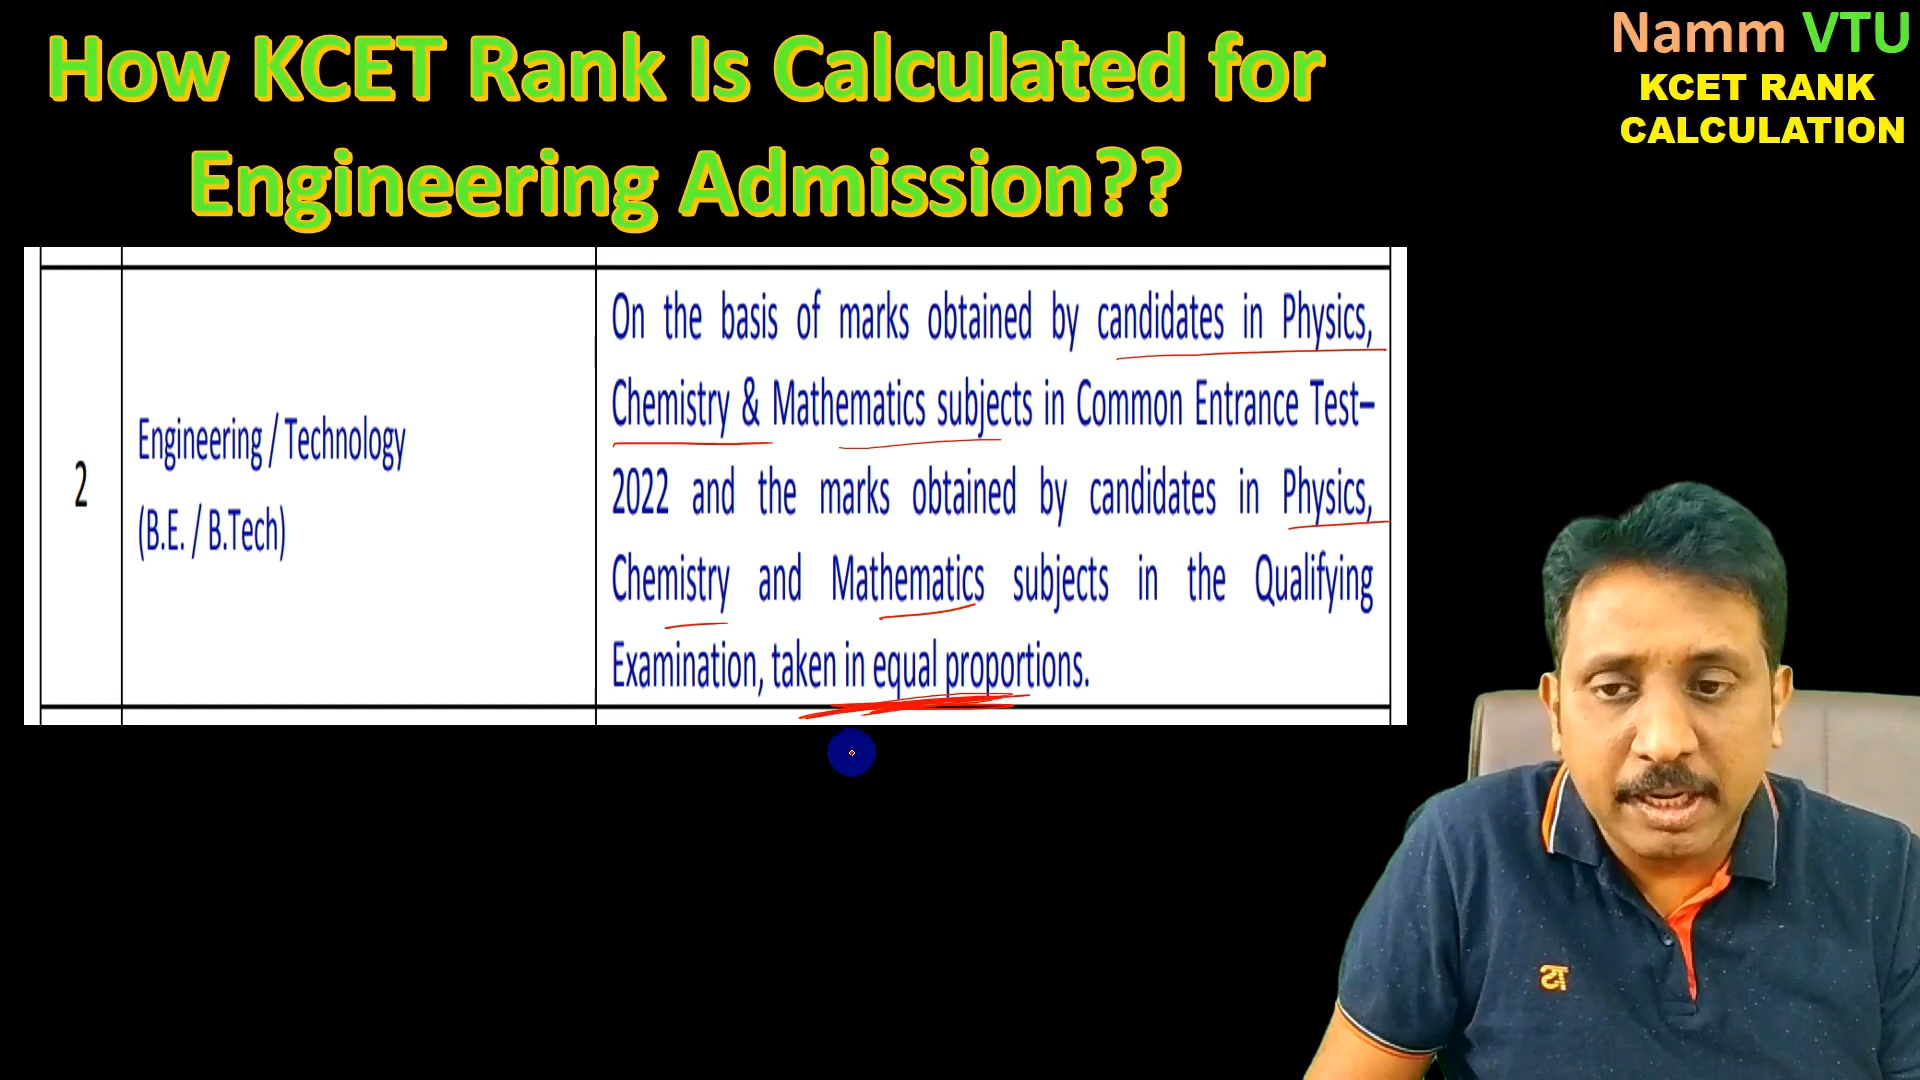 How KCET Rank Is Calculated for
Engineering Admission??
Namm VTU
KCET RANK
CALCULATION
2
Engineering / Technology
(B.E. / B.Tech)
On the basis of marks obtained by candidates in Physics,
Chemistry & Mathematics subjects in Common Entrance Test–
2022 and the marks obtained by candidates in Physics,
Chemistry and Mathematics subjects in the Qualifying
Examination, taken in equal proportions.